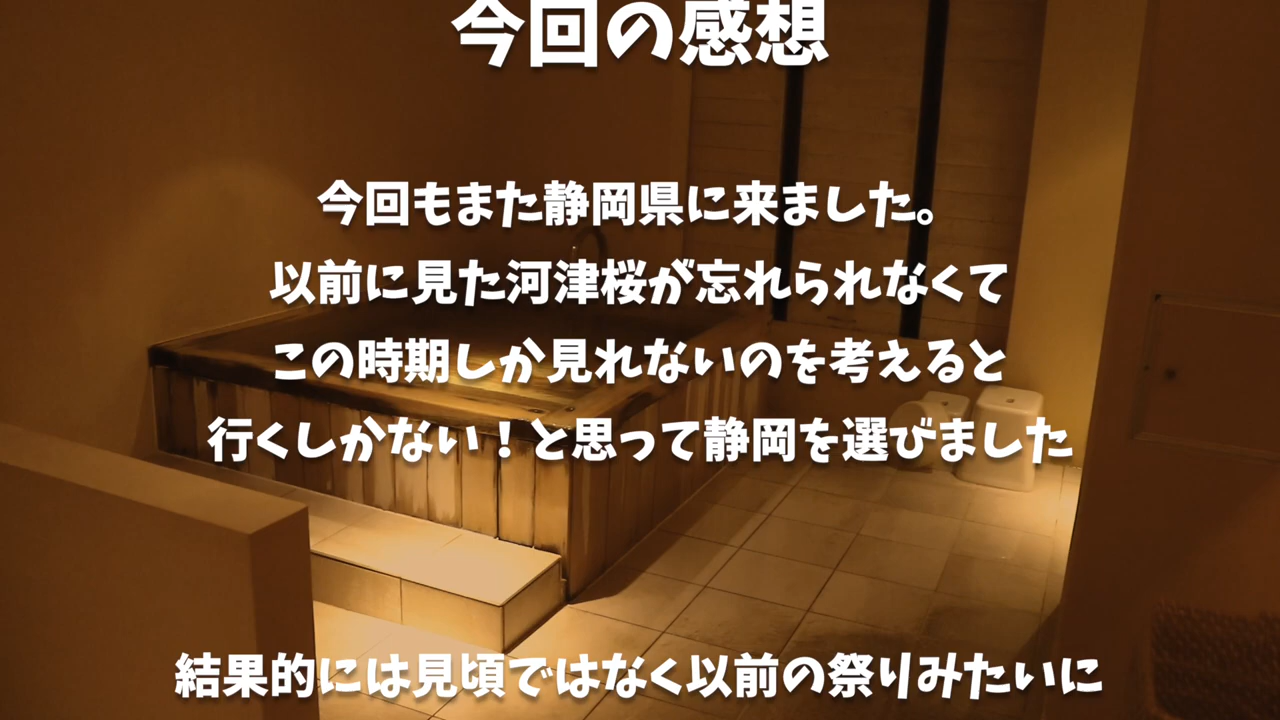 今回の感想
今回もまた静岡県に来ました。
以前に見た河津桜が忘れられなくて
この時期しか見れないのを考えると
行くしかない！と思って静岡を選びました
結果的には見頃ではなく以前の祭りみたいに